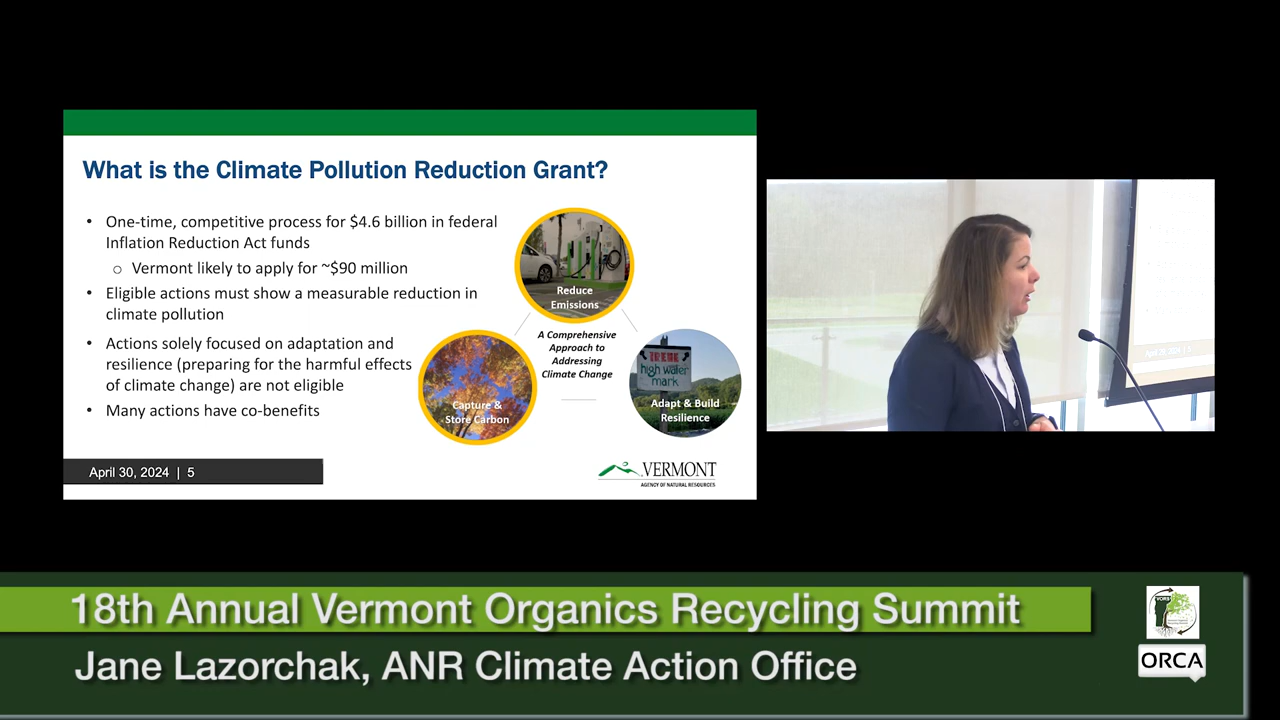 What is the Climate Pollution Reduction Grant?
• One-time, competitive process for $4.6 billion in federal
Inflation Reduction Act funds
o Vermont likely to apply for ~$90 million
• Eligible actions must show a measurable reduction in
climate pollution
• Actions solely focused on adaptation and
resilience (preparing for the harmful effects
of climate change) are not eligible
• Many actions have co-benefits
Reduce
Emissions
A Comprehensive
Approach to
Addressing
Climate Change
Capture &
Store Carbon
IRENE
high water
mark
Adapt & Build
Resilience
April 30, 2024 | 5
VERMONT
AGENCY OF NATURAL RESOURCES
18th Annual Vermont Organics Recycling Summit
Jane Lazorchak, ANR Climate Action Office
VORS
ORCA